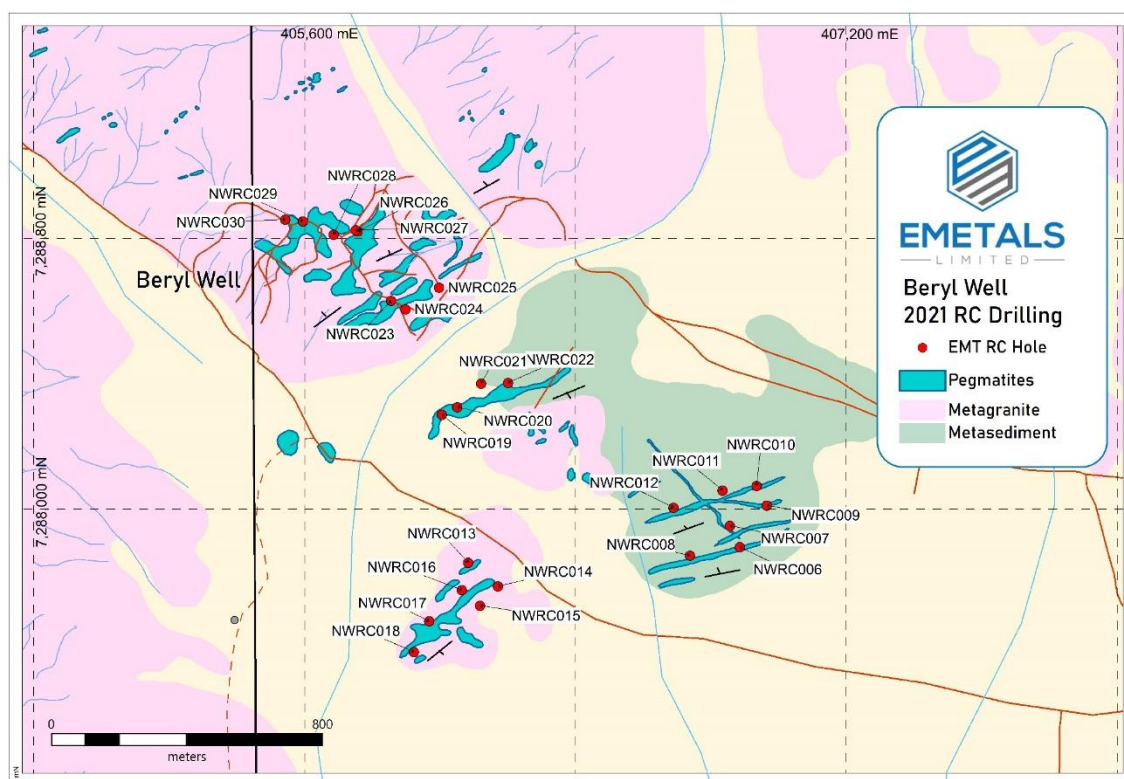 405,600 mE
407,200 mE
NWRC028
NWRC029
NWRC026
NWRC030
NWRC027
7,288,800 mN
Beryl Well
NWRC025
NWRC024
NWRC023
NWRC021
NWRC022
NWRC020
NWRC019
NWRC010
NWRC011
NWRC012
7,288,000 mN
NWRC009
NWRC007
NWRC008
NWRC006
NWRC013
NWRC016
NWRC014
NWRC017
NWRC015
NWRC018
0
800
meters
mN
EMETALS
LIMITED
Beryl Well
2021 RC Drilling
EMT RC Hole
Pegmatites
Metagranite
Metasediment